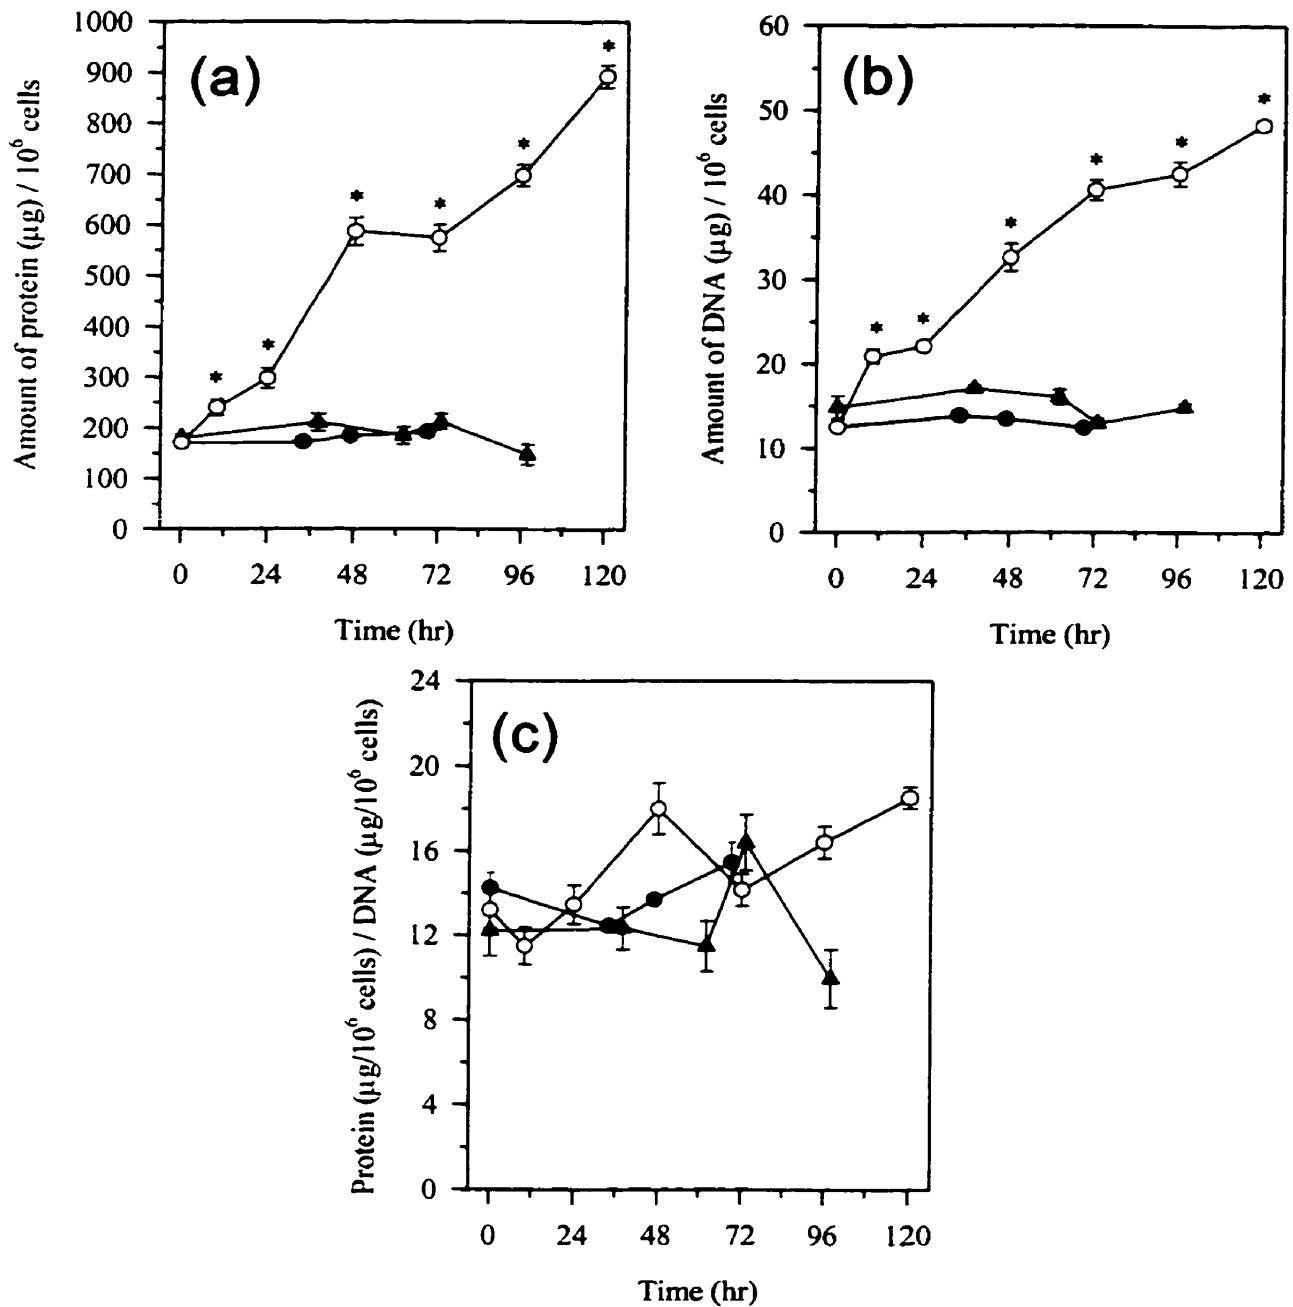 1000
900
800
700
600
500
400
300
200
100
0
Amount of protein (µg) / 10⁶ cells
(a)
* * * * * *
0 24 48 72 96 120
Time (hr)
60
50
40
30
20
10
0
Amount of DNA (µg) / 10⁶ cells
(b)
* * * * * *
0 24 48 72 96 120
Time (hr)
24
20
16
12
8
4
0
Protein (µg/10⁶ cells) / DNA (µg/10⁶ cells)
(c)
0 24 48 72 96 120
Time (hr)